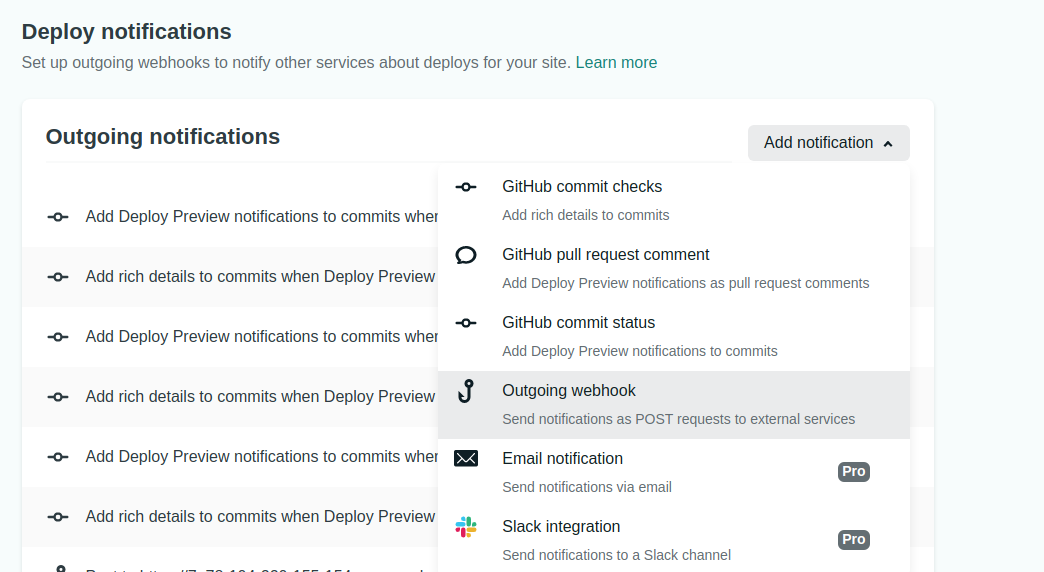 Deploy notifications
Set up outgoing webhooks to notify other services about deploys for your site. Learn more
Outgoing notifications
Add notification
Add Deploy Preview notifications to commits when
Add rich details to commits when Deploy Preview
Add Deploy Preview notifications to commits when
Add rich details to commits when Deploy Preview
Add Deploy Preview notifications to commits when
Add rich details to commits when Deploy Preview
GitHub commit checks
Add rich details to commits
GitHub pull request comment
Add Deploy Preview notifications as pull request comments
GitHub commit status
Add Deploy Preview notifications to commits
Outgoing webhook
Send notifications as POST requests to external services
Email notification
Send notifications via email
Pro
Slack integration
Send notifications to a Slack channel
Pro